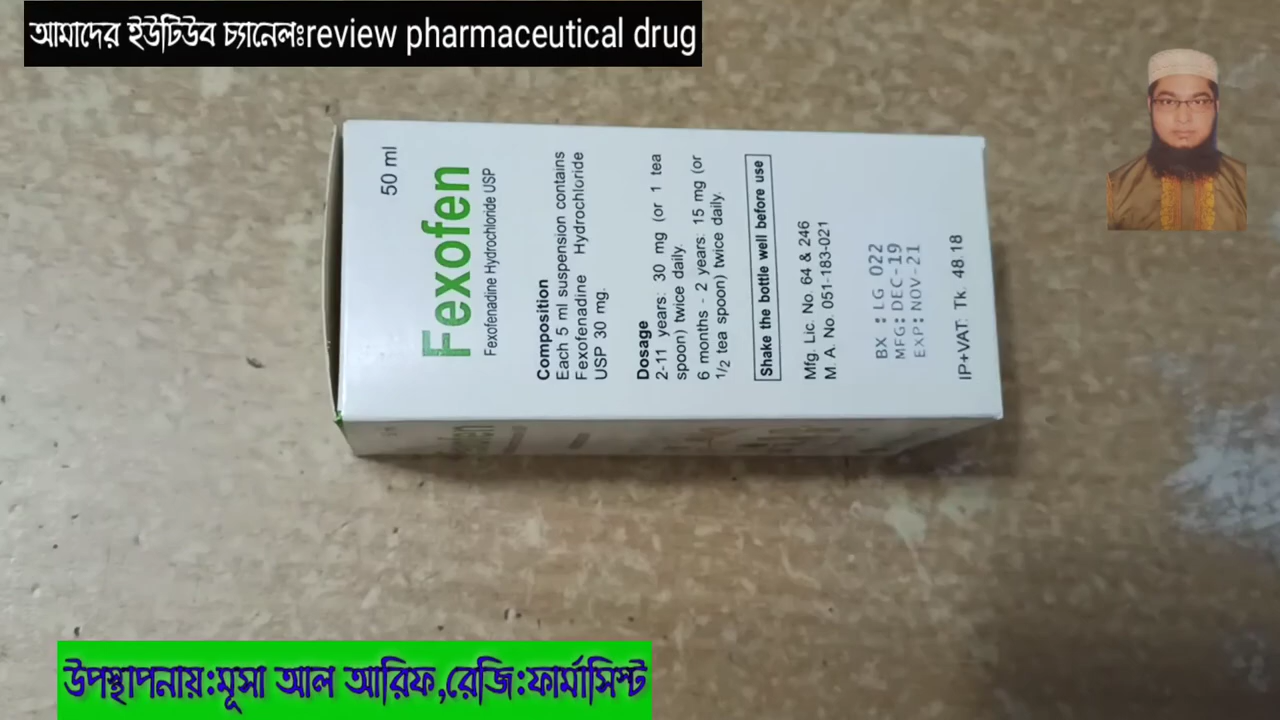 আমাদের ইউটিউব চ্যানেলঃreview pharmaceutical drug
50 ml
Fexofen
Fexofenadine Hydrochloride USP
Composition
Each 5 ml suspension contains
Fexofenadine Hydrochloride
USP 30 mg.
Dosage
2-11 years: 30 mg (or 1 tea
spoon) twice daily.
6 months - 2 years: 15 mg (or
1/2 tea spoon) twice daily.
Shake the bottle well before use
Mfg. Lic. No. 64 & 246
M. A. No. 051-183-021
BX : LG 022
MFG: DEC-19
EXP: NOV-21
IP+VAT: Tk. 48.18
উপস্থাপনায়:মূসা আল আরিফ,রেজি:ফার্মাসিস্ট